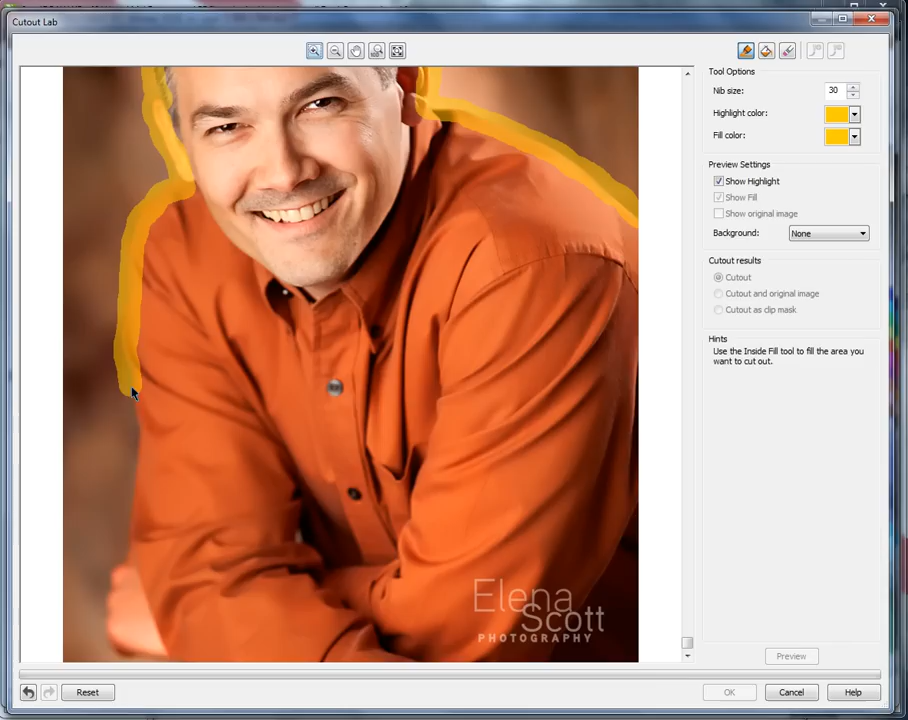 Cutout Lab
Tool Options
Nib size: 30
Highlight color:
Fill color:
Preview Settings
Show Highlight
Show Fill
Show original image
Background: None
Cutout results
Cutout
Cutout and original image
Cutout as clip mask
Hints
Use the Inside Fill tool to fill the area you
want to cut out.
Elena
Scott
PHOTOGRAPHY
Preview
Reset
OK
Cancel
Help